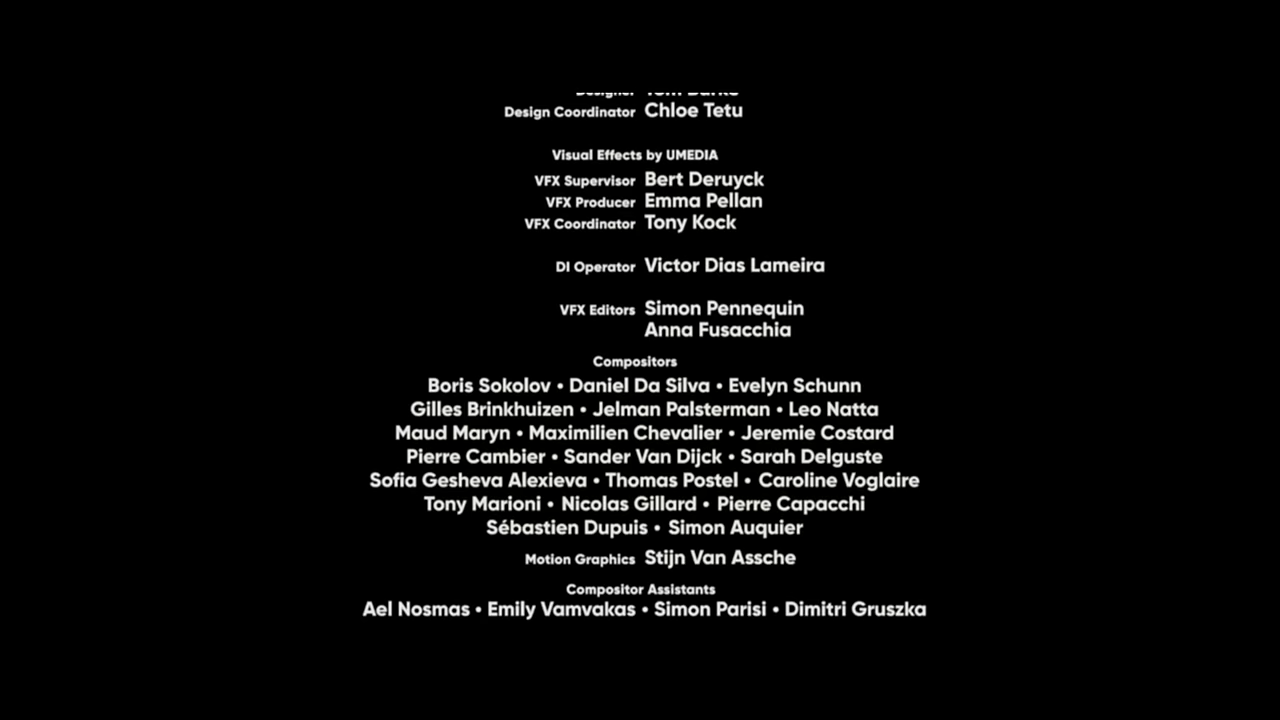 Designer
Design Coordinator Chloe Tetu
Visual Effects by UMEDIA
VFX Supervisor Bert Deruyck
VFX Producer Emma Pellan
VFX Coordinator Tony Kock
DI Operator Victor Dias Lameira
VFX Editors Simon Pennequin
Anna Fusacchia
Compositors
Boris Sokolov • Daniel Da Silva • Evelyn Schunn
Gilles Brinkhuizen • Jelman Palsterman • Leo Natta
Maud Maryn • Maximilien Chevalier • Jeremie Costard
Pierre Cambier • Sander Van Dijck • Sarah Delguste
Sofia Gesheva Alexieva • Thomas Postel • Caroline Voglaire
Tony Marioni • Nicolas Gillard • Pierre Capacchi
Sébastien Dupuis • Simon Auquier
Motion Graphics Stijn Van Assche
Compositor Assistants
Ael Nosmas • Emily Vamvakas • Simon Parisi • Dimitri Gruszka